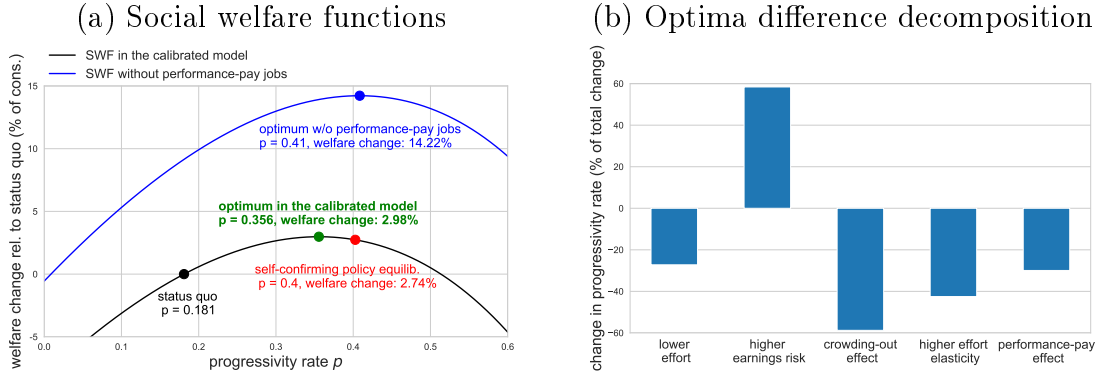 (a) Social welfare functions
SWF in the calibrated model
SWF without performance-pay jobs
welfare change rel. to status quo (% of cons.)
15
10
5
0
-5
optimum w/o performance-pay jobs
p = 0.41, welfare change: 14.22%
optimum in the calibrated model
p = 0.356, welfare change: 2.98%
self-confirming policy equilib.
p = 0.4, welfare change: 2.74%
status quo
p = 0.181
0.0 0.1 0.2 0.3 0.4 0.5 0.6
progressivity rate p
(b) Optima difference decomposition
change in progressivity rate (% of total change)
60
40
20
0
−20
−40
−60
lower
effort
higher
earnings risk
crowding-out
effect
higher effort
elasticity
performance-pay
effect